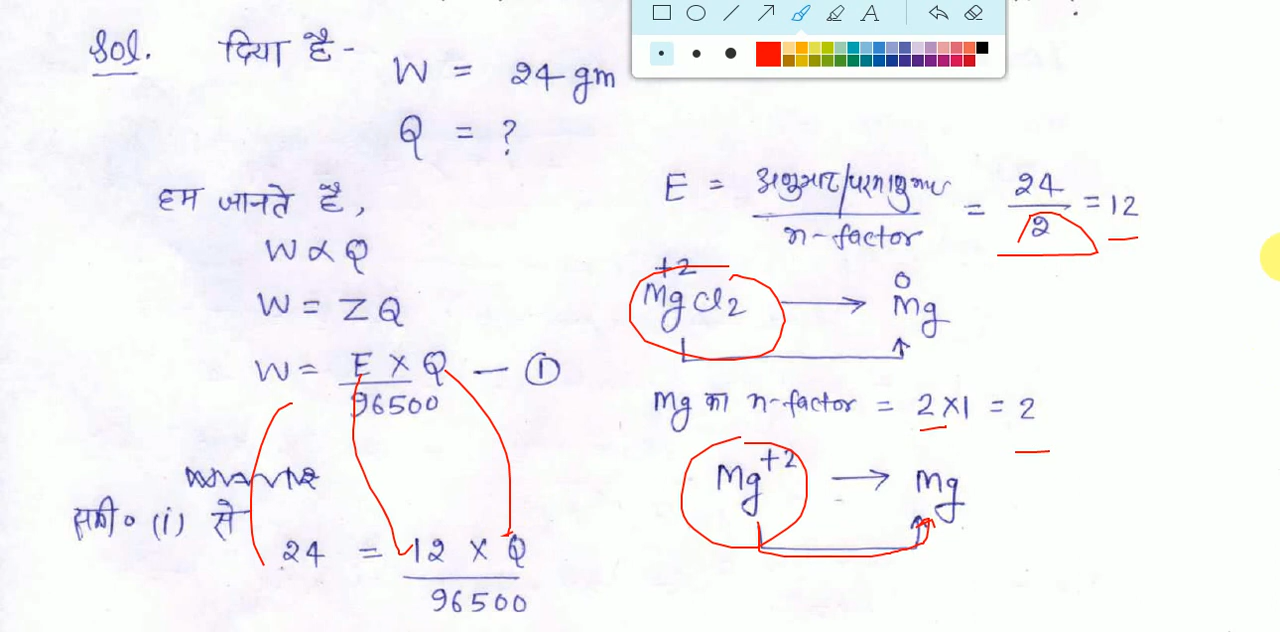 Sol. दिया है -
W = 24 gm
Q = ?
हम जानते है,
W ∝ Q
W = ZQ
W = E × Q / 96500 — ①
समी० (i) से
24 = 12 × Q / 96500
E = अणुभार/परमाणुभार / n-factor = 24 / 2 = 12
+2 0
MgCl2 → Mg
Mg का n-factor = 2×1 = 2
Mg+2 → Mg
A